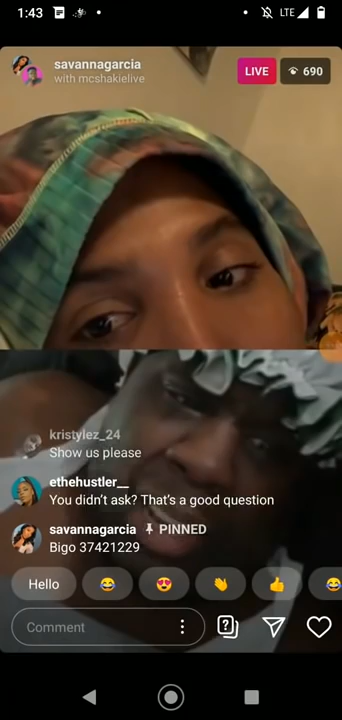 1:43
LTE
savannagarcia
with mcshakielive
LIVE
690
kristylez_24
Show us please
ethehustler__
You didn't ask? That's a good question
savannagarcia PINNED
Bigo 37421229
Hello
Comment